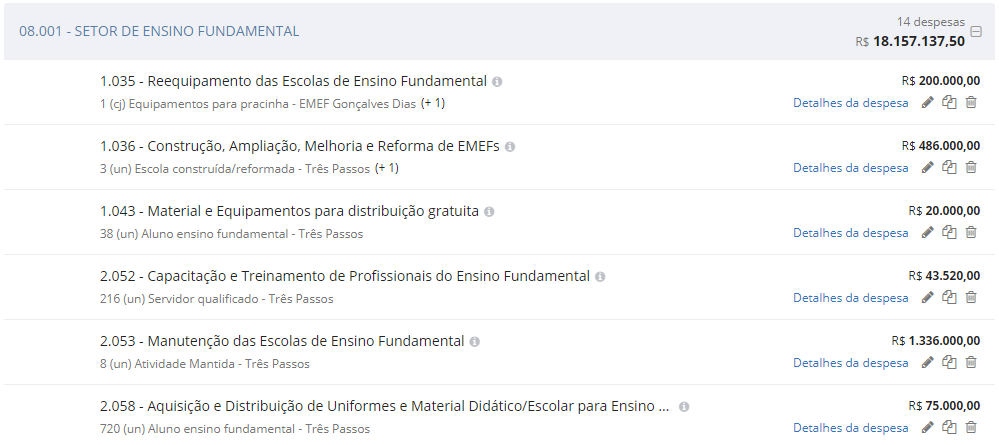 14 despesas
08.001 - SETOR DE ENSINO FUNDAMENTAL
R$ 18.157.137,50
1.035 - Reequipamento das Escolas de Ensino Fundamental
R$ 200.000,00
1 (cj) Equipamentos para pracinha - EMEF Gonçalves Dias (+ 1)
Detalhes da despesa
1.036 - Construção, Ampliação, Melhoria e Reforma de EMEFs
R$ 486.000,00
3 (un) Escola construída/reformada - Três Passos (+ 1)
Detalhes da despesa
1.043 - Material e Equipamentos para distribuição gratuita
R$ 20.000,00
38 (un) Aluno ensino fundamental - Três Passos
Detalhes da despesa
2.052 - Capacitação e Treinamento de Profissionais do Ensino Fundamental
R$ 43.520,00
216 (un) Servidor qualificado - Três Passos
Detalhes da despesa
2.053 - Manutenção das Escolas de Ensino Fundamental
R$ 1.336.000,00
8 (un) Atividade Mantida - Três Passos
Detalhes da despesa
2.058 - Aquisição e Distribuição de Uniformes e Material Didático/Escolar para Ensino ...
R$ 75.000,00
720 (un) Aluno ensino fundamental - Três Passos
Detalhes da despesa